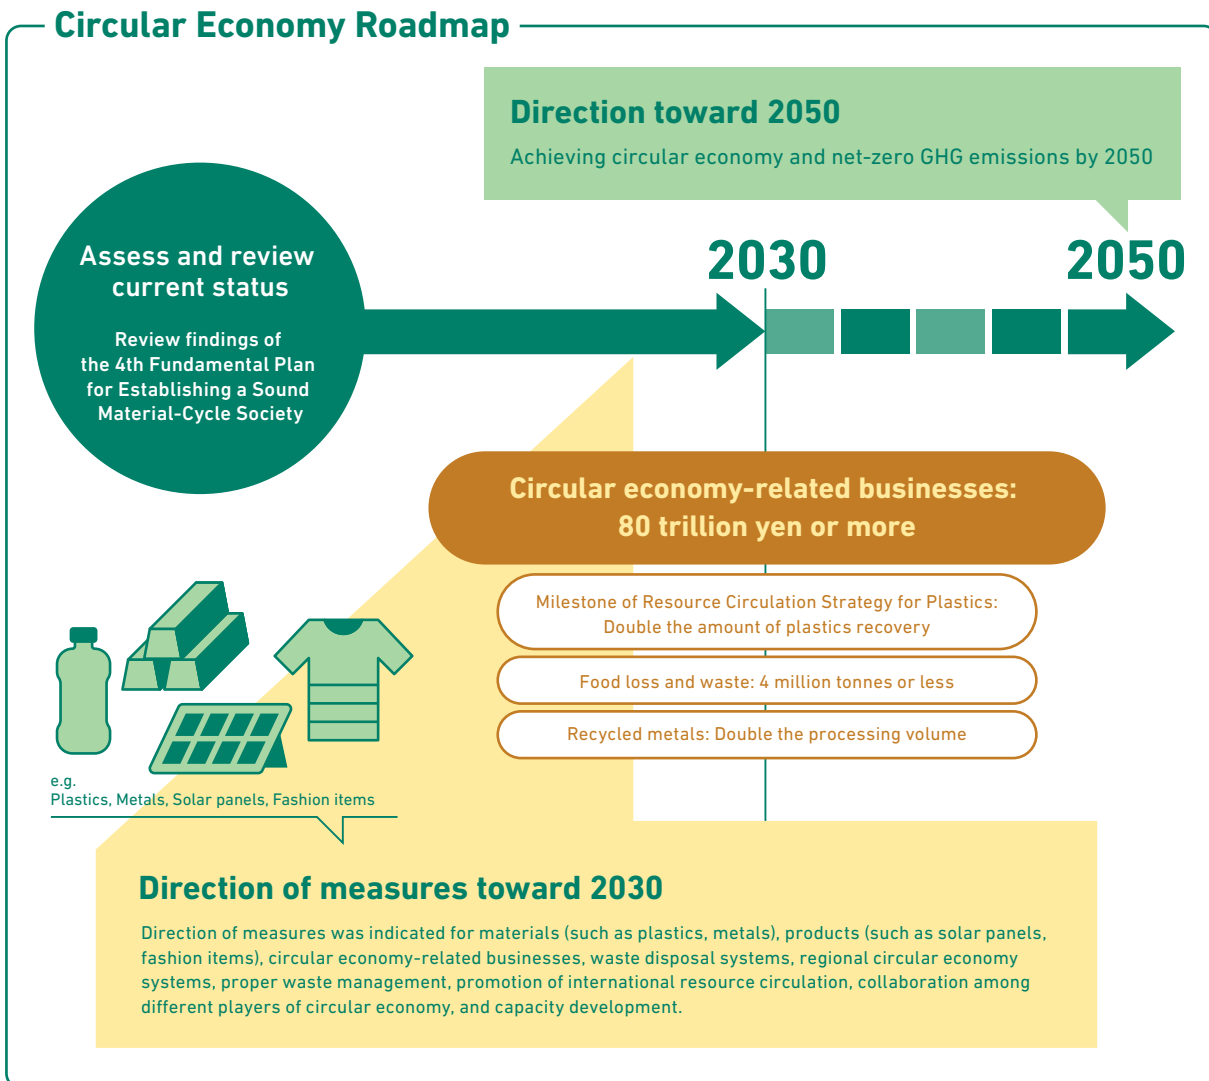 Circular Economy Roadmap
Direction toward 2050
Achieving circular economy and net-zero GHG emissions by 2050
Assess and review
current status
Review findings of
the 4th Fundamental Plan
for Establishing a Sound
Material-Cycle Society
2030
2050
Circular economy-related businesses:
80 trillion yen or more
Milestone of Resource Circulation Strategy for Plastics:
Double the amount of plastics recovery
Food loss and waste: 4 million tonnes or less
Recycled metals: Double the processing volume
e.g.
Plastics, Metals, Solar panels, Fashion items
Direction of measures toward 2030
Direction of measures was indicated for materials (such as plastics, metals), products (such as solar panels,
fashion items), circular economy-related businesses, waste disposal systems, regional circular economy
systems, proper waste management, promotion of international resource circulation, collaboration among
different players of circular economy, and capacity development.